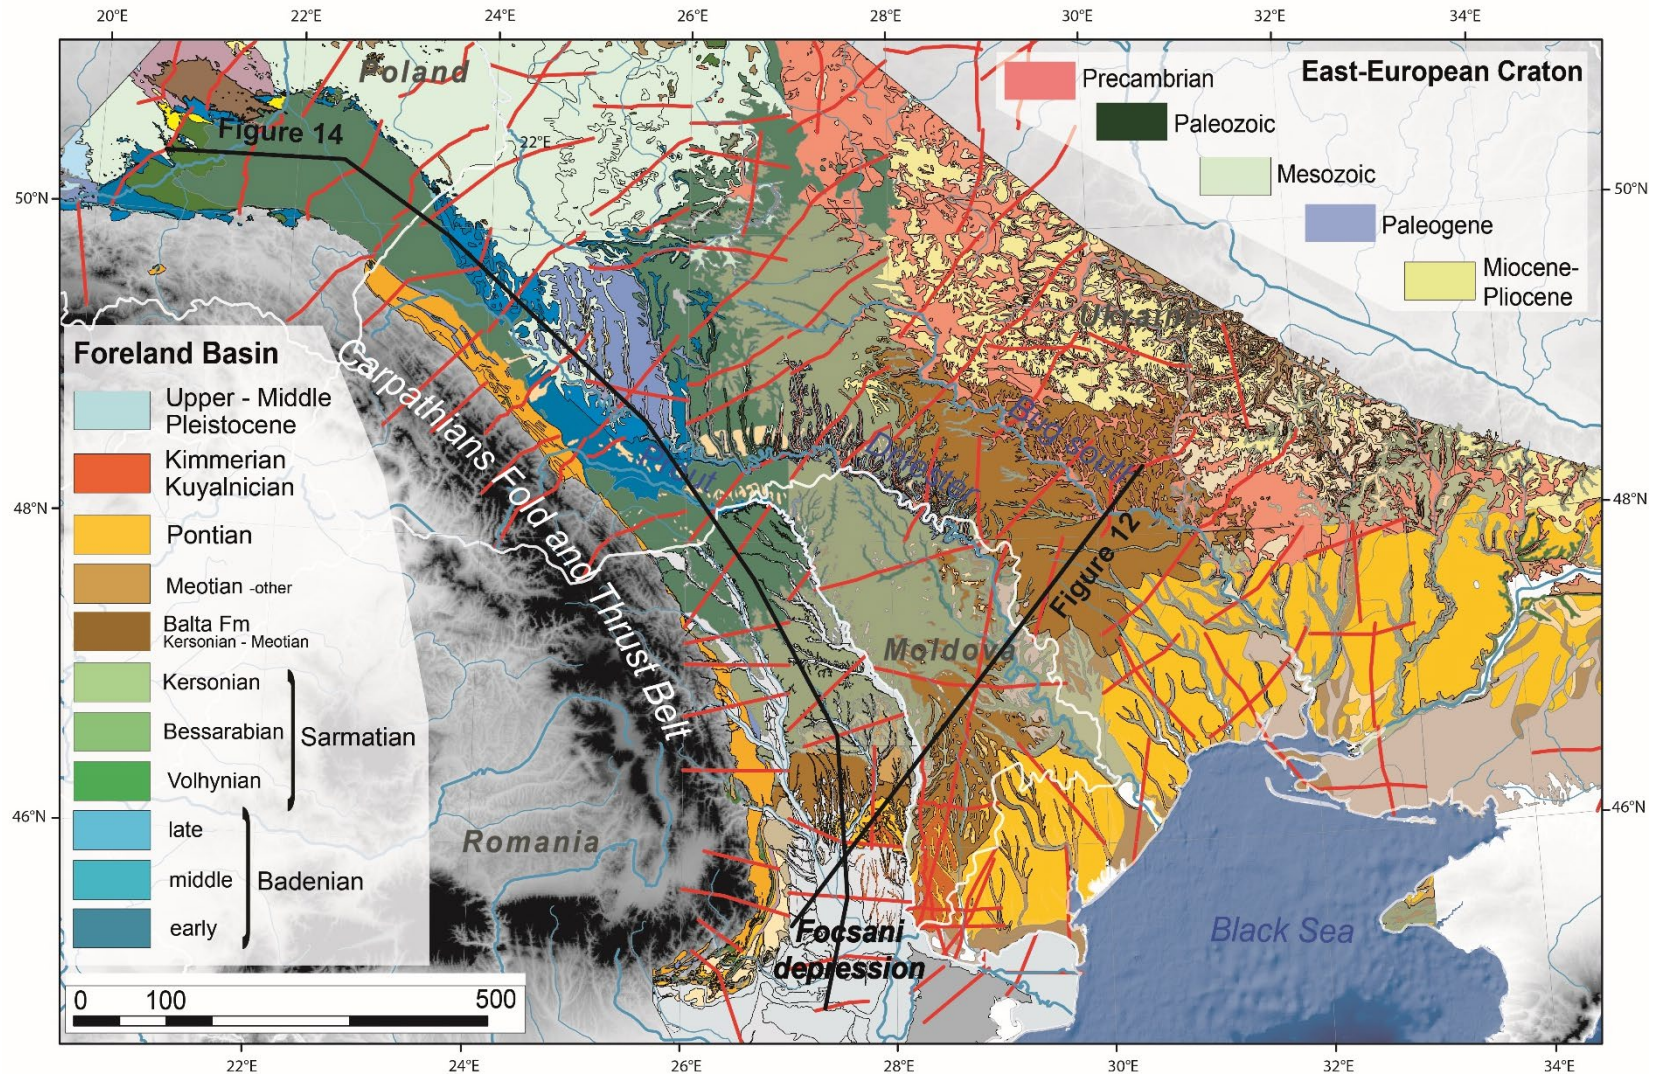 20°E 22°E 24°E 26°E 28°E 30°E 32°E 34°E
Poland
Precambrian
East-European Craton
Paleozoic
Figure 14
22°E
Mesozoic
50°N
50°N
Paleogene
Miocene-
Pliocene
Ukraine
Foreland Basin
Upper - Middle
Pleistocene
Kimmerian
Kuyalnician
Pontian
Meotian -other
Balta Fm
Kersonian - Meotian
Kersonian
Bessarabian
Volhynian
Sarmatian
late
middle
early
Badenian
Carpathians Fold and Thrust Belt
Prut
Dniester
Bug south
48°N
48°N
Figure 12
Moldova
46°N
46°N
Romania
Focsani
depression
Black Sea
0 100 500
22°E 24°E 26°E 28°E 30°E 32°E 34°E